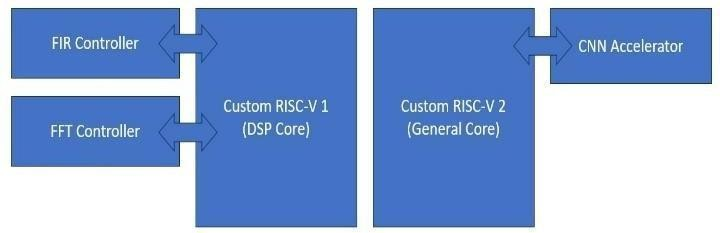 FIR Controller
FFT Controller
Custom RISC-V 1
(DSP Core)
Custom RISC-V 2
(General Core)
CNN Accelerator